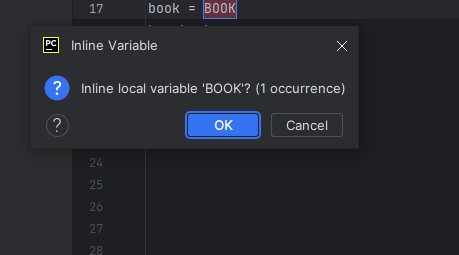 17 book = BOOK
PC Inline Variable
? Inline local variable 'BOOK'? (1 occurrence)
? OK Cancel
24
25
26
27
28